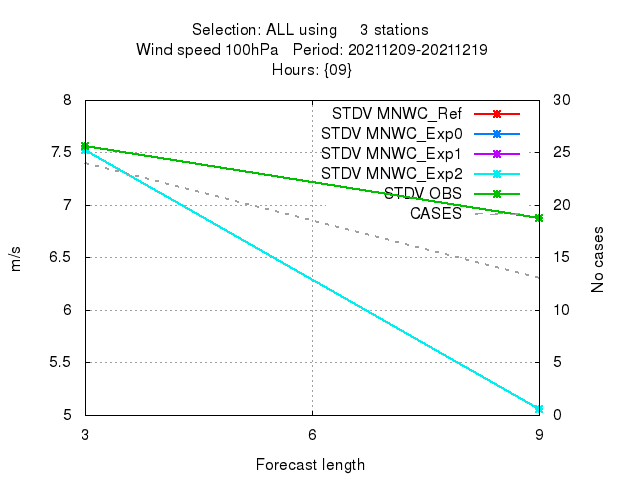 Selection: ALL using     3 stations
Wind speed 100hPa   Period: 20211209-20211219
Hours: {09}
8
7.5
7
6.5
6
5.5
5
30
25
20
15
10
5
0
STDV MNWC_Ref
STDV MNWC_Exp0
STDV MNWC_Exp1
STDV MNWC_Exp2
STDV OBS
CASES
m/s
No cases
3
6
9
Forecast length